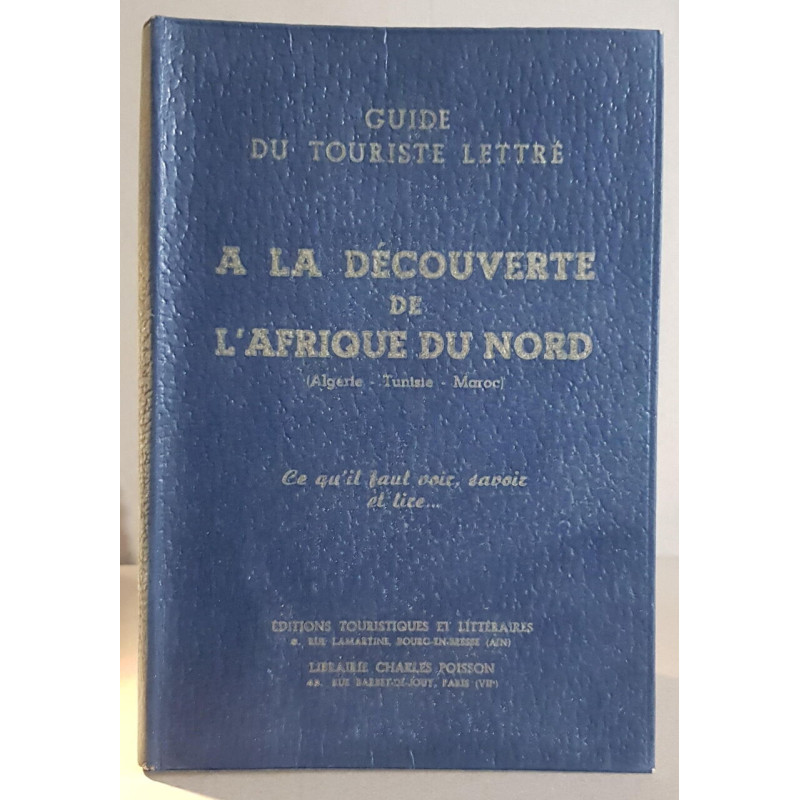 GUIDE
DU TOURISTE LETTRÉ
A LA DÉCOUVERTE
DE
L'AFRIQUE DU NORD
(Algérie - Tunisie - Maroc)
Ce qu'il faut voir, savoir
et lire...
ÉDITIONS TOURISTIQUES ET LITTÉRAIRES
RUE LAMARTINE, BOURG-EN-BRESSE (AIN)
LIBRAIRIE CHARLES POISSON
RUE BARBET-DE-JOUY, PARIS (VIIe)